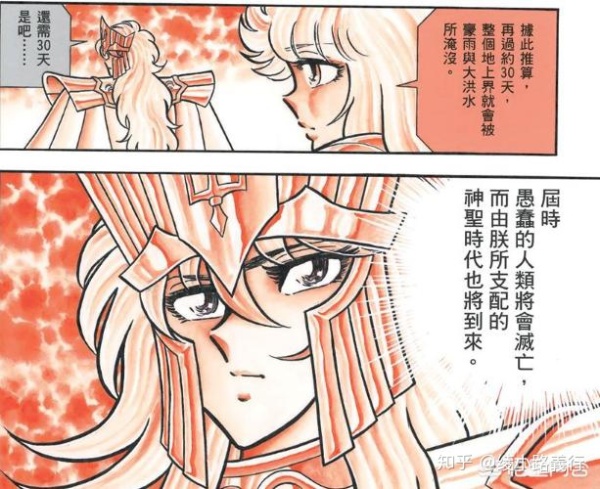 據此推算，
再過約30天，
整個地上界就會被
豪雨與大洪水
所淹沒。
還需30天
是吧……
屆時
愚蠢的人類將會滅亡，
而由朕所支配的
神聖時代也將到來。
知乎